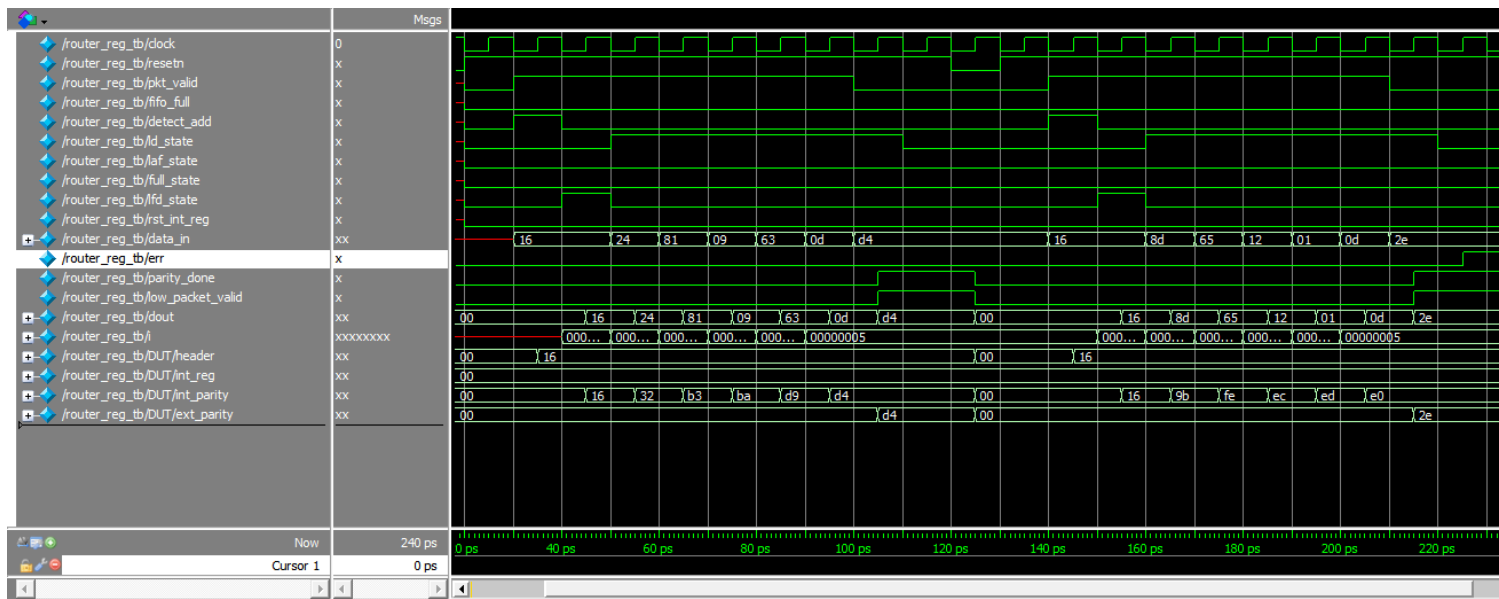 Msgs
/router_reg_tb/clock 0
/router_reg_tb/resetn x
/router_reg_tb/pkt_valid x
/router_reg_tb/fifo_full x
/router_reg_tb/detect_add x
/router_reg_tb/ld_state x
/router_reg_tb/laf_state x
/router_reg_tb/full_state x
/router_reg_tb/lfd_state x
/router_reg_tb/rst_int_reg x
/router_reg_tb/data_in xx 16 24 81 09 63 0d d4 16 8d 65 12 01 0d 2e
/router_reg_tb/err x
/router_reg_tb/parity_done x
/router_reg_tb/low_packet_valid x
/router_reg_tb/dout xx 00 16 24 81 09 63 0d d4 00 16 8d 65 12 01 0d 2e
/router_reg_tb/i xxxxxxxx 000... 000... 000... 000... 000... 00000005 000... 000... 000... 000... 000... 00000005
/router_reg_tb/DUT/header xx 00 16 00 16
/router_reg_tb/DUT/int_reg xx 00
/router_reg_tb/DUT/int_parity xx 00 16 32 b3 ba d9 d4 00 16 9b fe ec ed e0
/router_reg_tb/DUT/ext_parity xx 00 d4 00 2e
Now 240 ps 0 ps 40 ps 60 ps 80 ps 100 ps 120 ps 140 ps 160 ps 180 ps 200 ps 220 ps
Cursor 1 0 ps